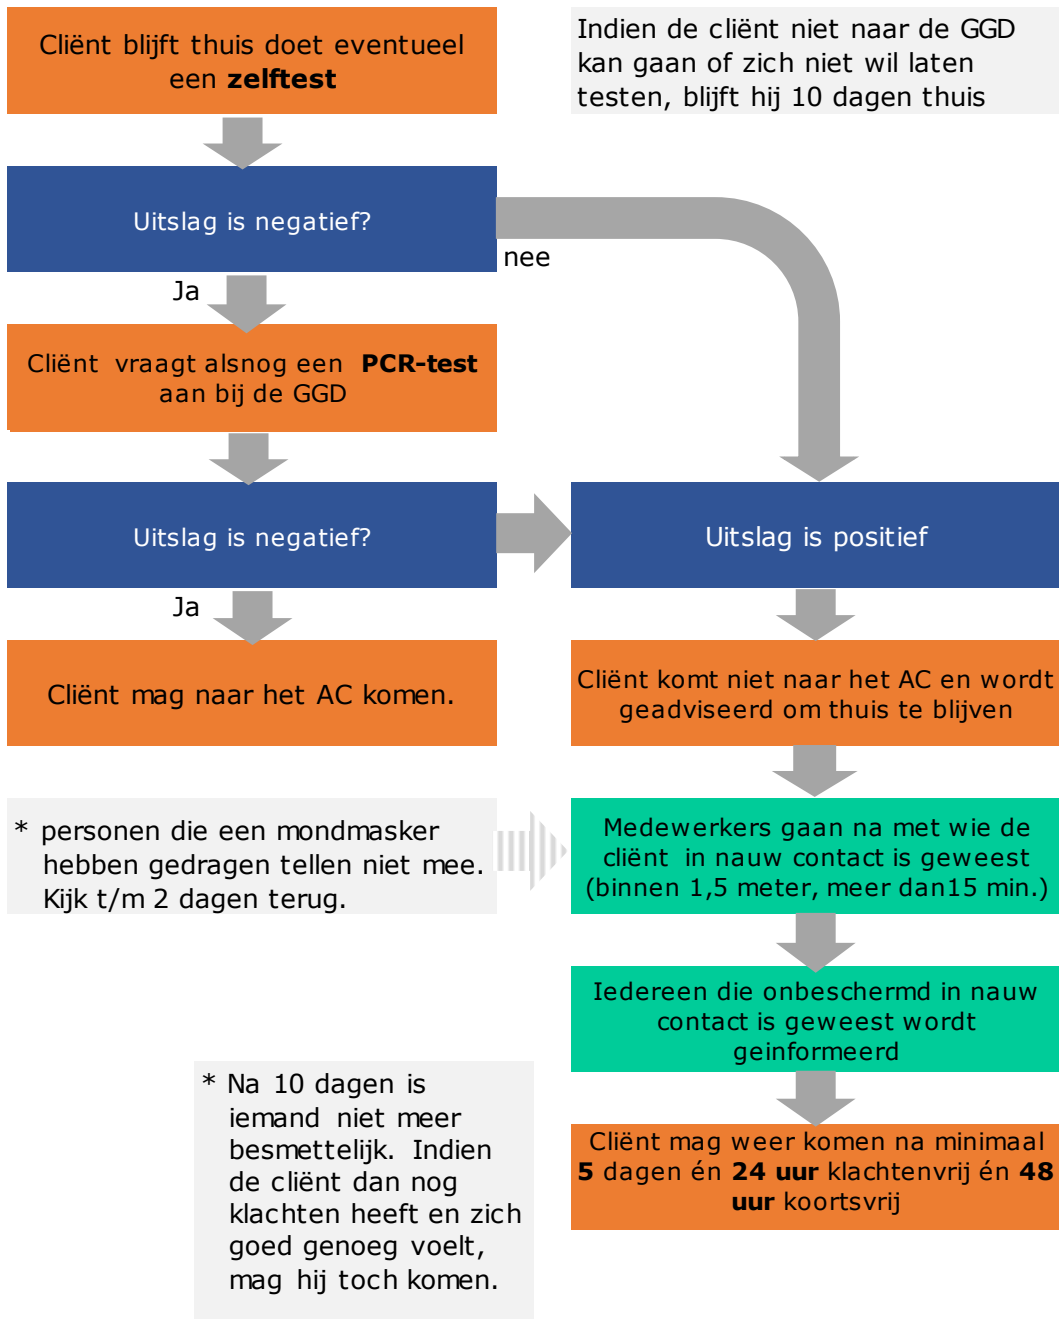 Cliënt blijft thuis doet eventueel
een zelftest
Indien de cliënt niet naar de GGD
kan gaan of zich niet wil laten
testen, blijft hij 10 dagen thuis
Uitslag is negatief?
nee
Ja
Cliënt vraagt alsnog een PCR-test
aan bij de GGD
Uitslag is negatief?
Uitslag is positief
Ja
Cliënt mag naar het AC komen.
Cliënt komt niet naar het AC en wordt
geadviseerd om thuis te blijven
* personen die een mondmasker
hebben gedragen tellen niet mee.
Kijk t/m 2 dagen terug.
Medewerkers gaan na met wie de
cliënt in nauw contact is geweest
(binnen 1,5 meter, meer dan15 min.)
Iedereen die onbeschermd in nauw
contact is geweest wordt
geinformeerd
* Na 10 dagen is
iemand niet meer
besmettelijk. Indien
de cliënt dan nog
klachten heeft en zich
goed genoeg voelt,
mag hij toch komen.
Cliënt mag weer komen na minimaal
5 dagen én 24 uur klachtenvrij én 48
uur koortsvrij